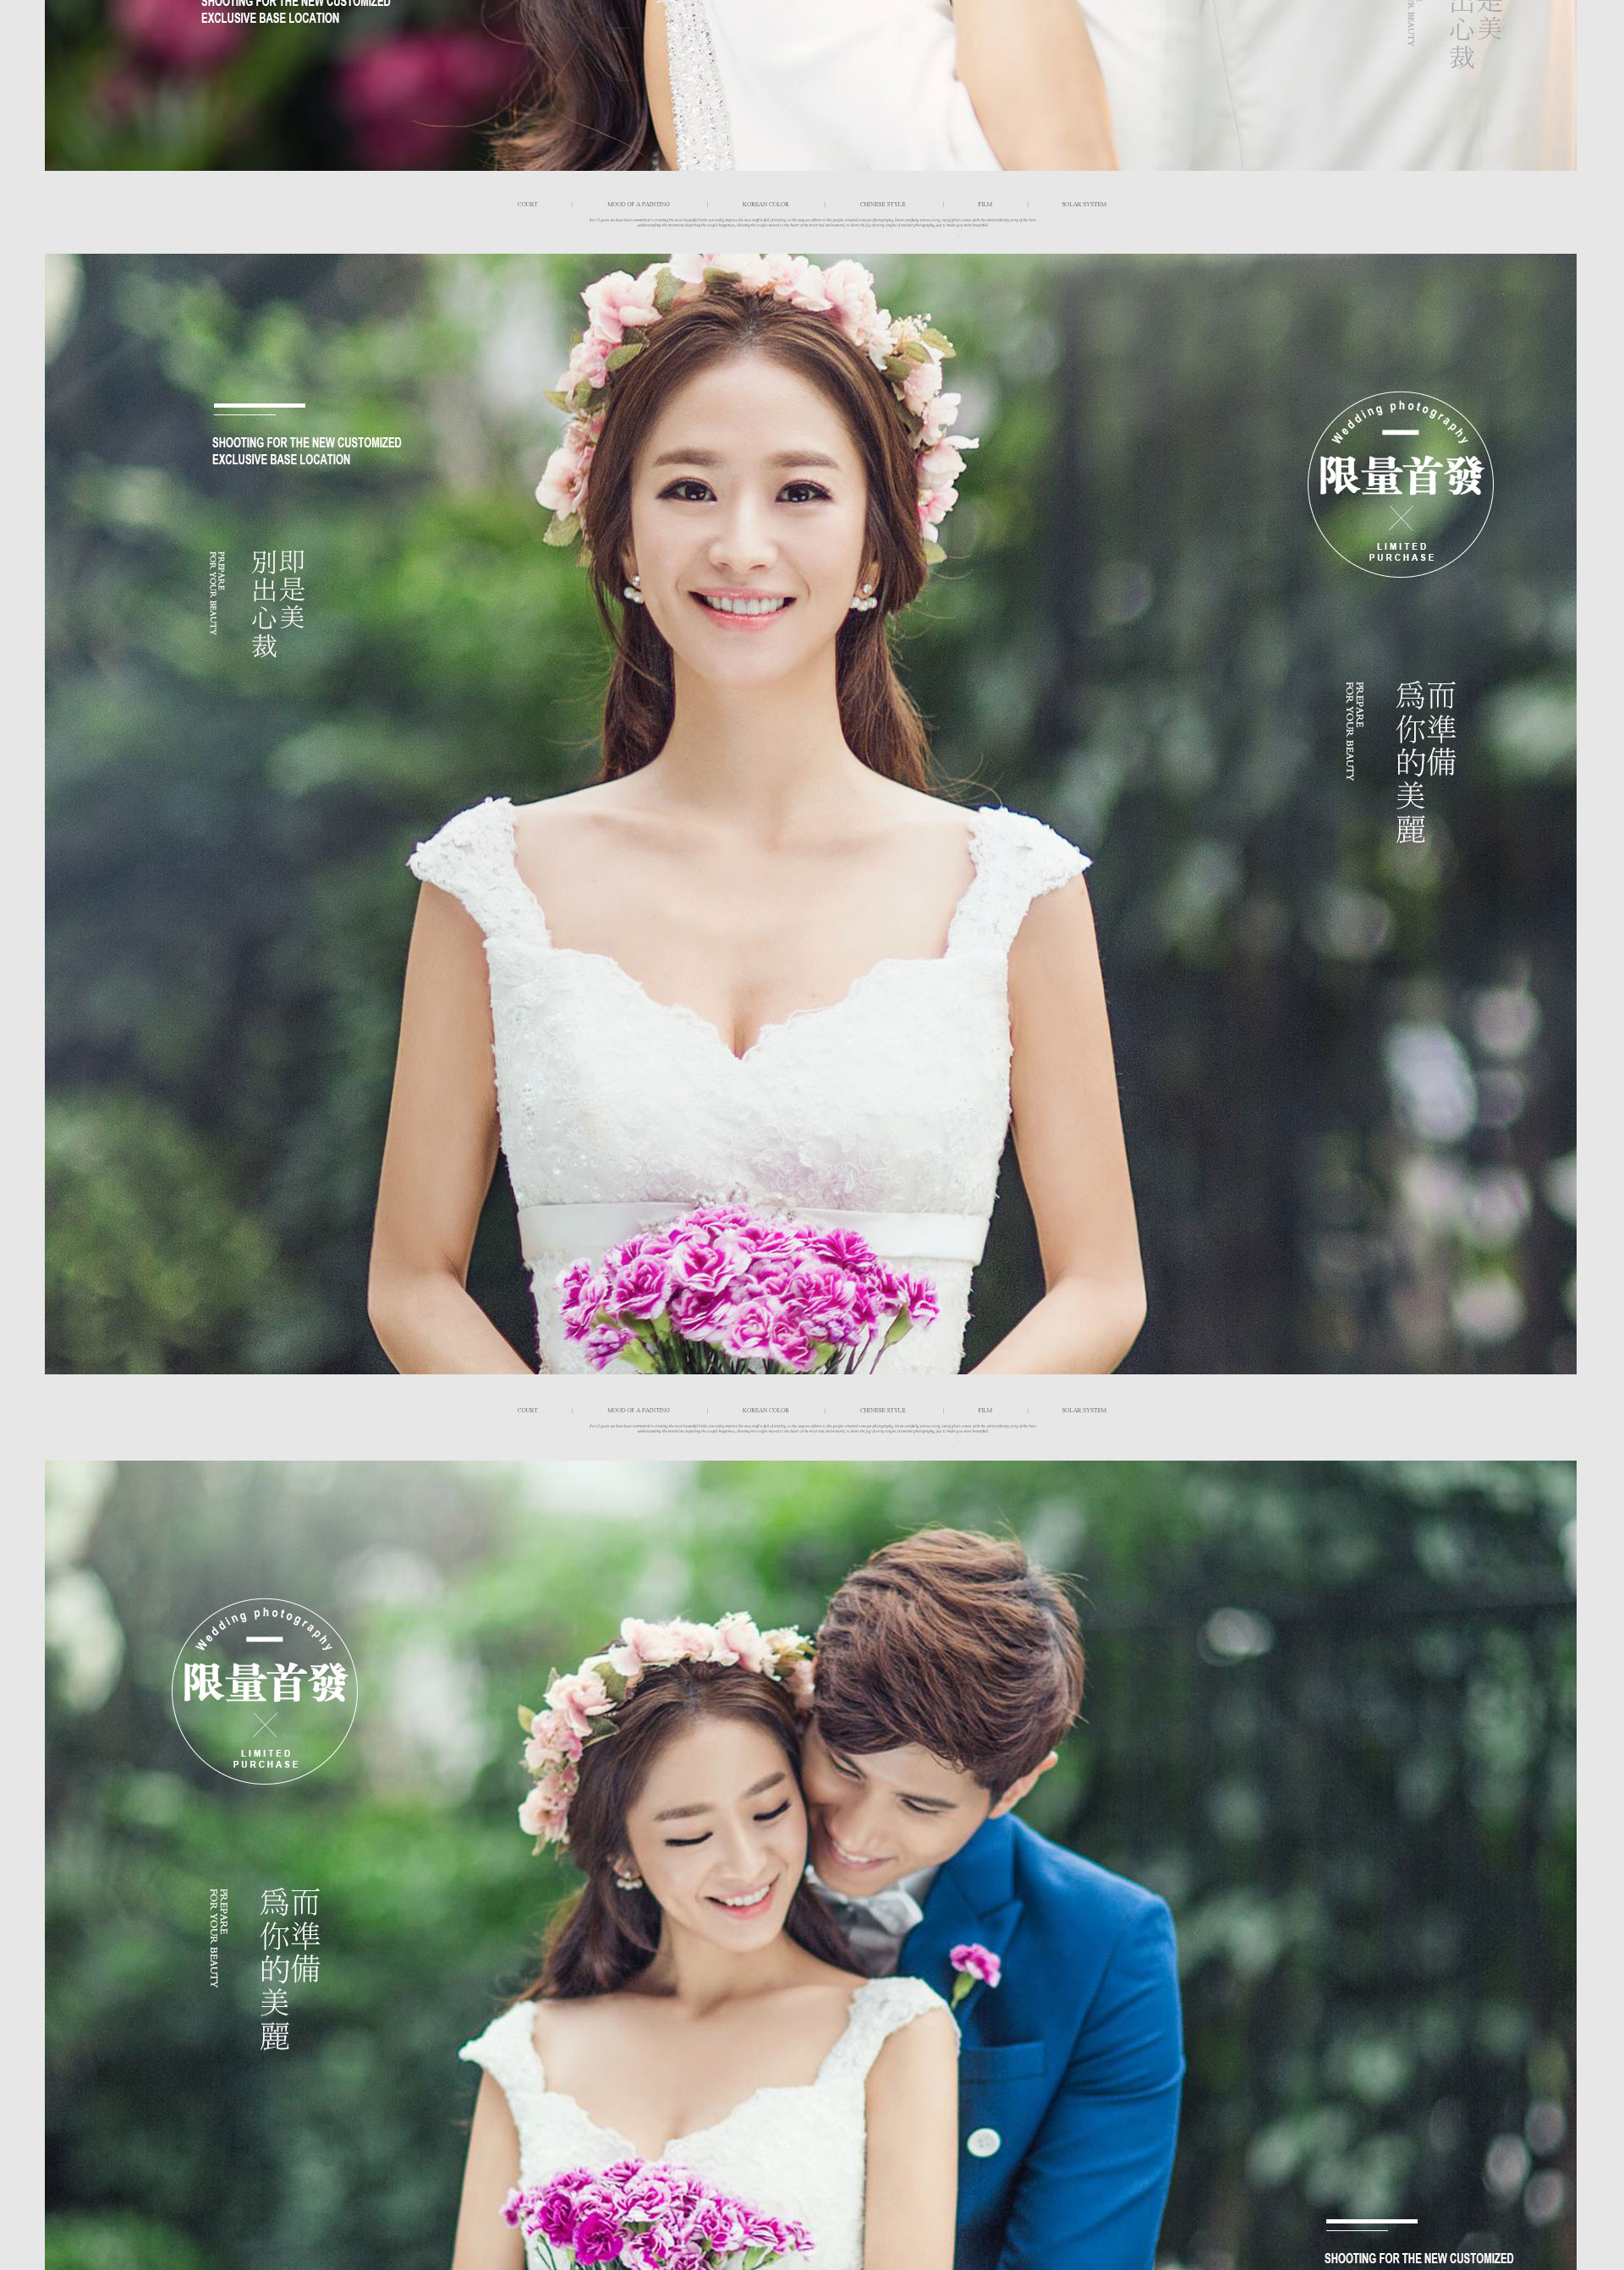 SHOOTING FOR THE NEW CUSTOMIZED
EXCLUSIVE BASE LOCATION
是美
出心裁
UR BEAUTY
COURT | MOOD OF A PAINTING | KOREAN COLOR | CHINESE STYLE | FILM | SOLAR SYSTEM
SHOOTING FOR THE NEW CUSTOMIZED
EXCLUSIVE BASE LOCATION
即是美
別出心裁
PREPARE
FOR YOUR BEAUTY
Wedding photography
限量首發
LIMITED
PURCHASE
而準備
爲你的美麗
PREPARE
FOR YOUR BEAUTY
COURT | MOOD OF A PAINTING | KOREAN COLOR | CHINESE STYLE | FILM | SOLAR SYSTEM
Wedding photography
限量首發
LIMITED
PURCHASE
而準備
爲你的美麗
PREPARE
FOR YOUR BEAUTY
SHOOTING FOR THE NEW CUSTOMIZED